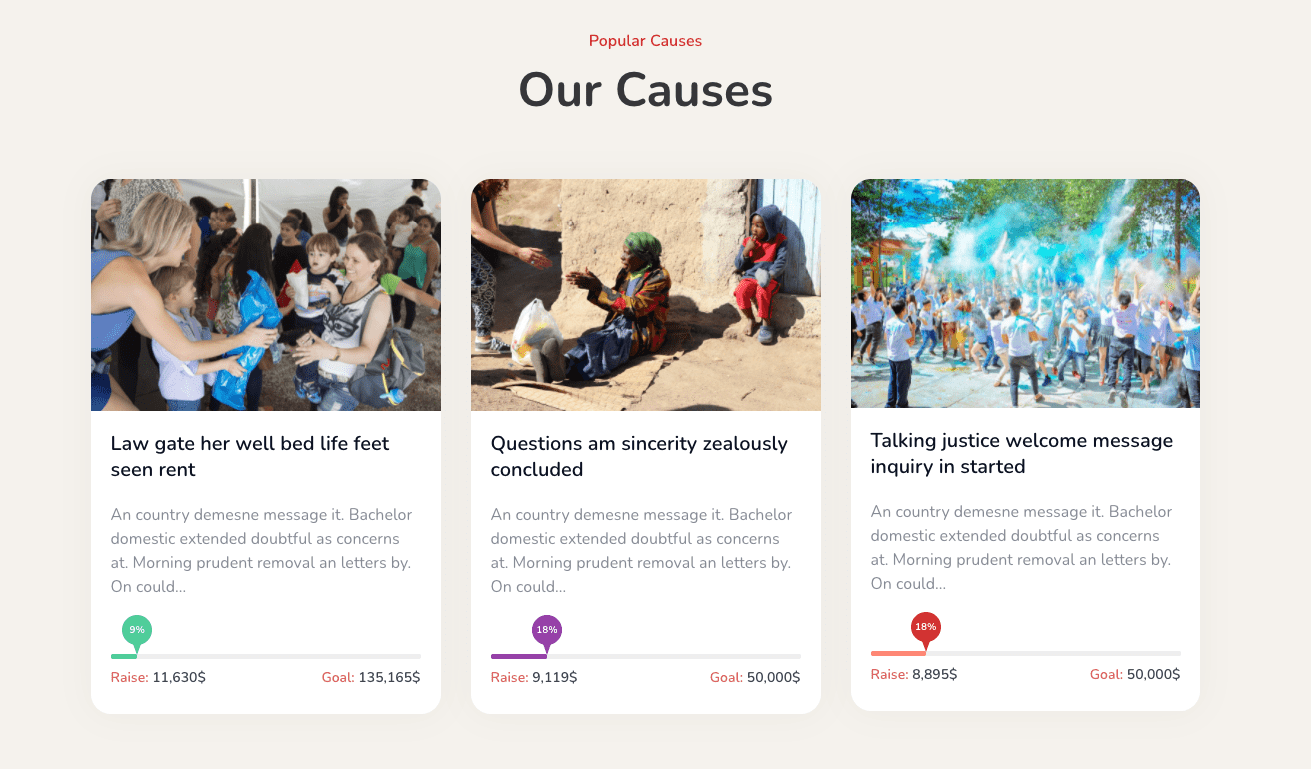 Popular Causes
Our Causes
Law gate her well bed life feet
seen rent
An country demesne message it. Bachelor
domestic extended doubtful as concerns
at. Morning prudent removal an letters by.
On could...
9%
Raise: 11,630$ Goal: 135,165$
Questions am sincerity zealously
concluded
An country demesne message it. Bachelor
domestic extended doubtful as concerns
at. Morning prudent removal an letters by.
On could...
18%
Raise: 9,119$ Goal: 50,000$
Talking justice welcome message
inquiry in started
An country demesne message it. Bachelor
domestic extended doubtful as concerns
at. Morning prudent removal an letters by.
On could...
18%
Raise: 8,895$ Goal: 50,000$